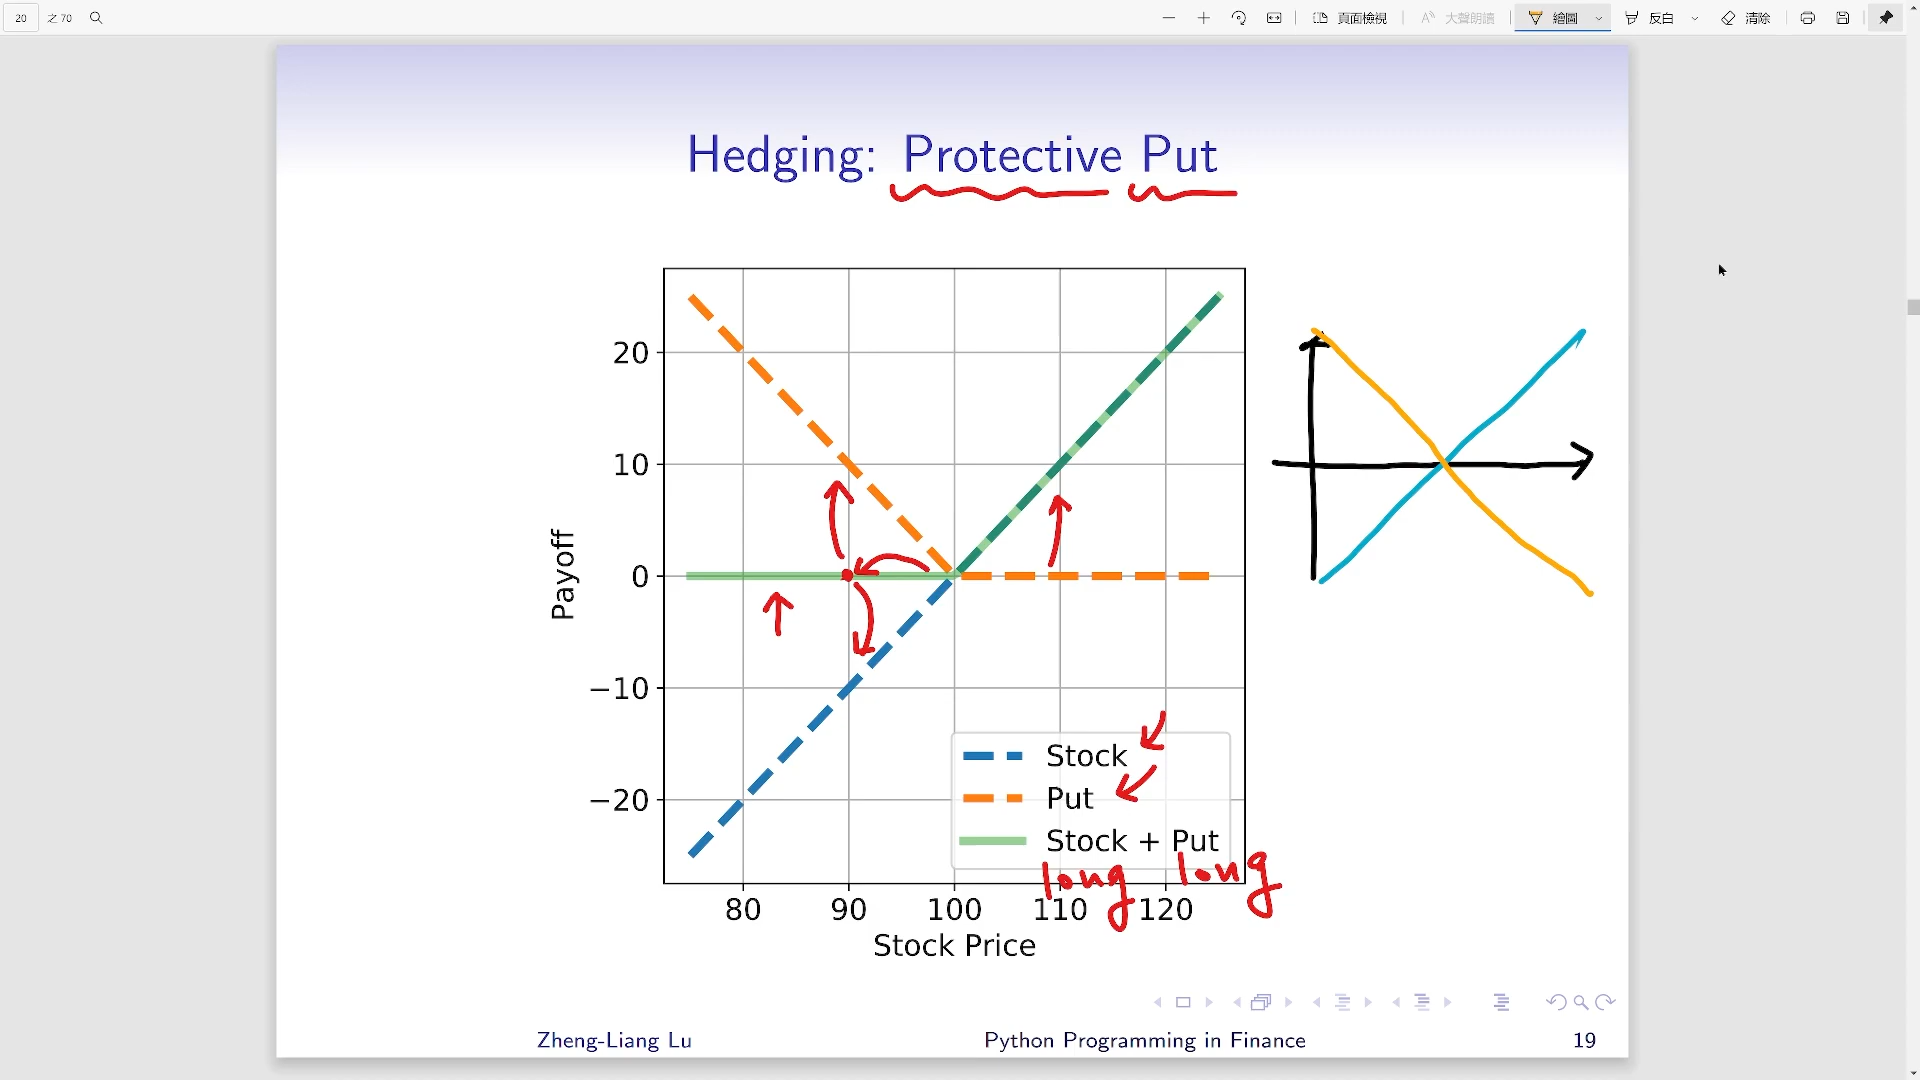 20 之 70 頁面檢視 大聲朗讀 繪圖 反白 清除
Hedging: Protective Put
20
10
0
−10
−20
Payoff
Stock
Put
Stock + Put
long long
80 90 100 110 120
Stock Price
Zheng-Liang Lu Python Programming in Finance 19